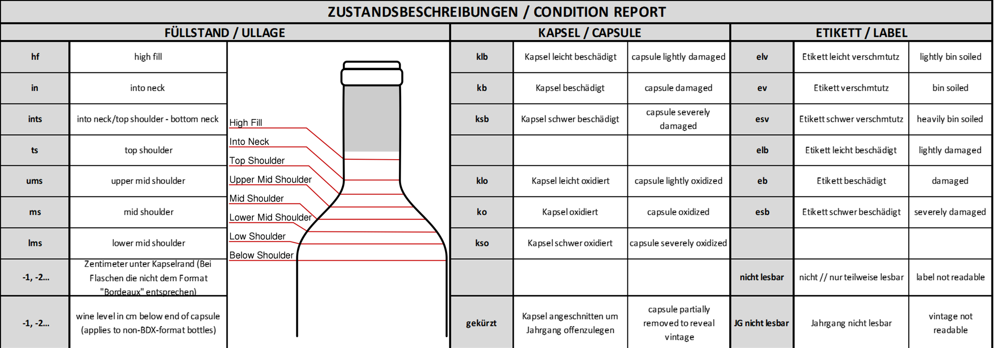 ZUSTANDSBESCHREIBUNGEN / CONDITION REPORT
FÜLLSTAND / ULLAGE
KAPSEL / CAPSULE
ETIKETT / LABEL
hf
high fill
in
into neck
ints
into neck/top shoulder - bottom neck
ts
top shoulder
ums
upper mid shoulder
ms
mid shoulder
lms
lower mid shoulder
-1, -2...
Zentimeter unter Kapselrand (Bei
Flaschen die nicht dem Format
"Bordeaux" entsprechen)
-1, -2...
wine level in cm below end of capsule
(applies to non-BDX-format bottles)
High Fill
Into Neck
Top Shoulder
Upper Mid Shoulder
Mid Shoulder
Lower Mid Shoulder
Low Shoulder
Below Shoulder
klb
Kapsel leicht beschädigt
capsule lightly damaged
kb
Kapsel beschädigt
capsule damaged
ksb
Kapsel schwer beschädigt
capsule severely
damaged
klo
Kapsel leicht oxidiert
capsule lightly oxidized
ko
Kapsel oxidiert
capsule oxidized
kso
Kapsel schwer oxidiert
capsule severely oxidized
gekürzt
Kapsel angeschnitten um
Jahrgang offenzulegen
capsule partially
removed to reveal
vintage
elv
Etikett leicht verschmtutz
lightly bin soiled
ev
Etikett verschmtutz
bin soiled
esv
Etikett schwer verschmtutz
heavily bin soiled
elb
Etikett leicht beschädigt
lightly damaged
eb
Etikett beschädigt
damaged
esb
Etikett schwer beschädigt
severely damaged
nicht lesbar
nicht // nur teilweise lesbar
label not readable
JG nicht lesbar
Jahrgang nicht lesbar
vintage not
readable